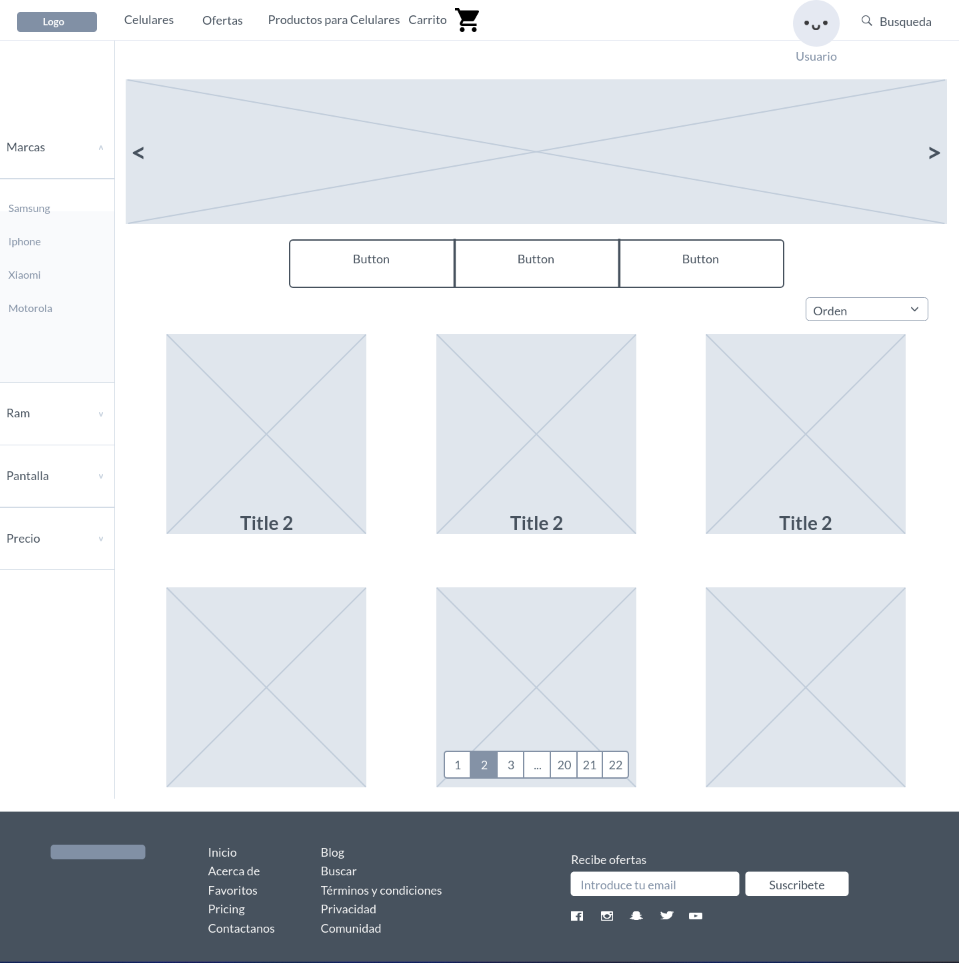 Logo
Celulares
Ofertas
Productos para Celulares
Carrito
Usuario
Busqueda
Marcas
Samsung
Iphone
Xiaomi
Motorola
Ram
Pantalla
Precio
<
>
Button
Button
Button
Orden
Title 2
Title 2
Title 2
1
2
3
...
20
21
22
Inicio
Acerca de
Favoritos
Pricing
Contactanos
Blog
Buscar
Términos y condiciones
Privacidad
Comunidad
Recibe ofertas
Introduce tu email
Suscribete